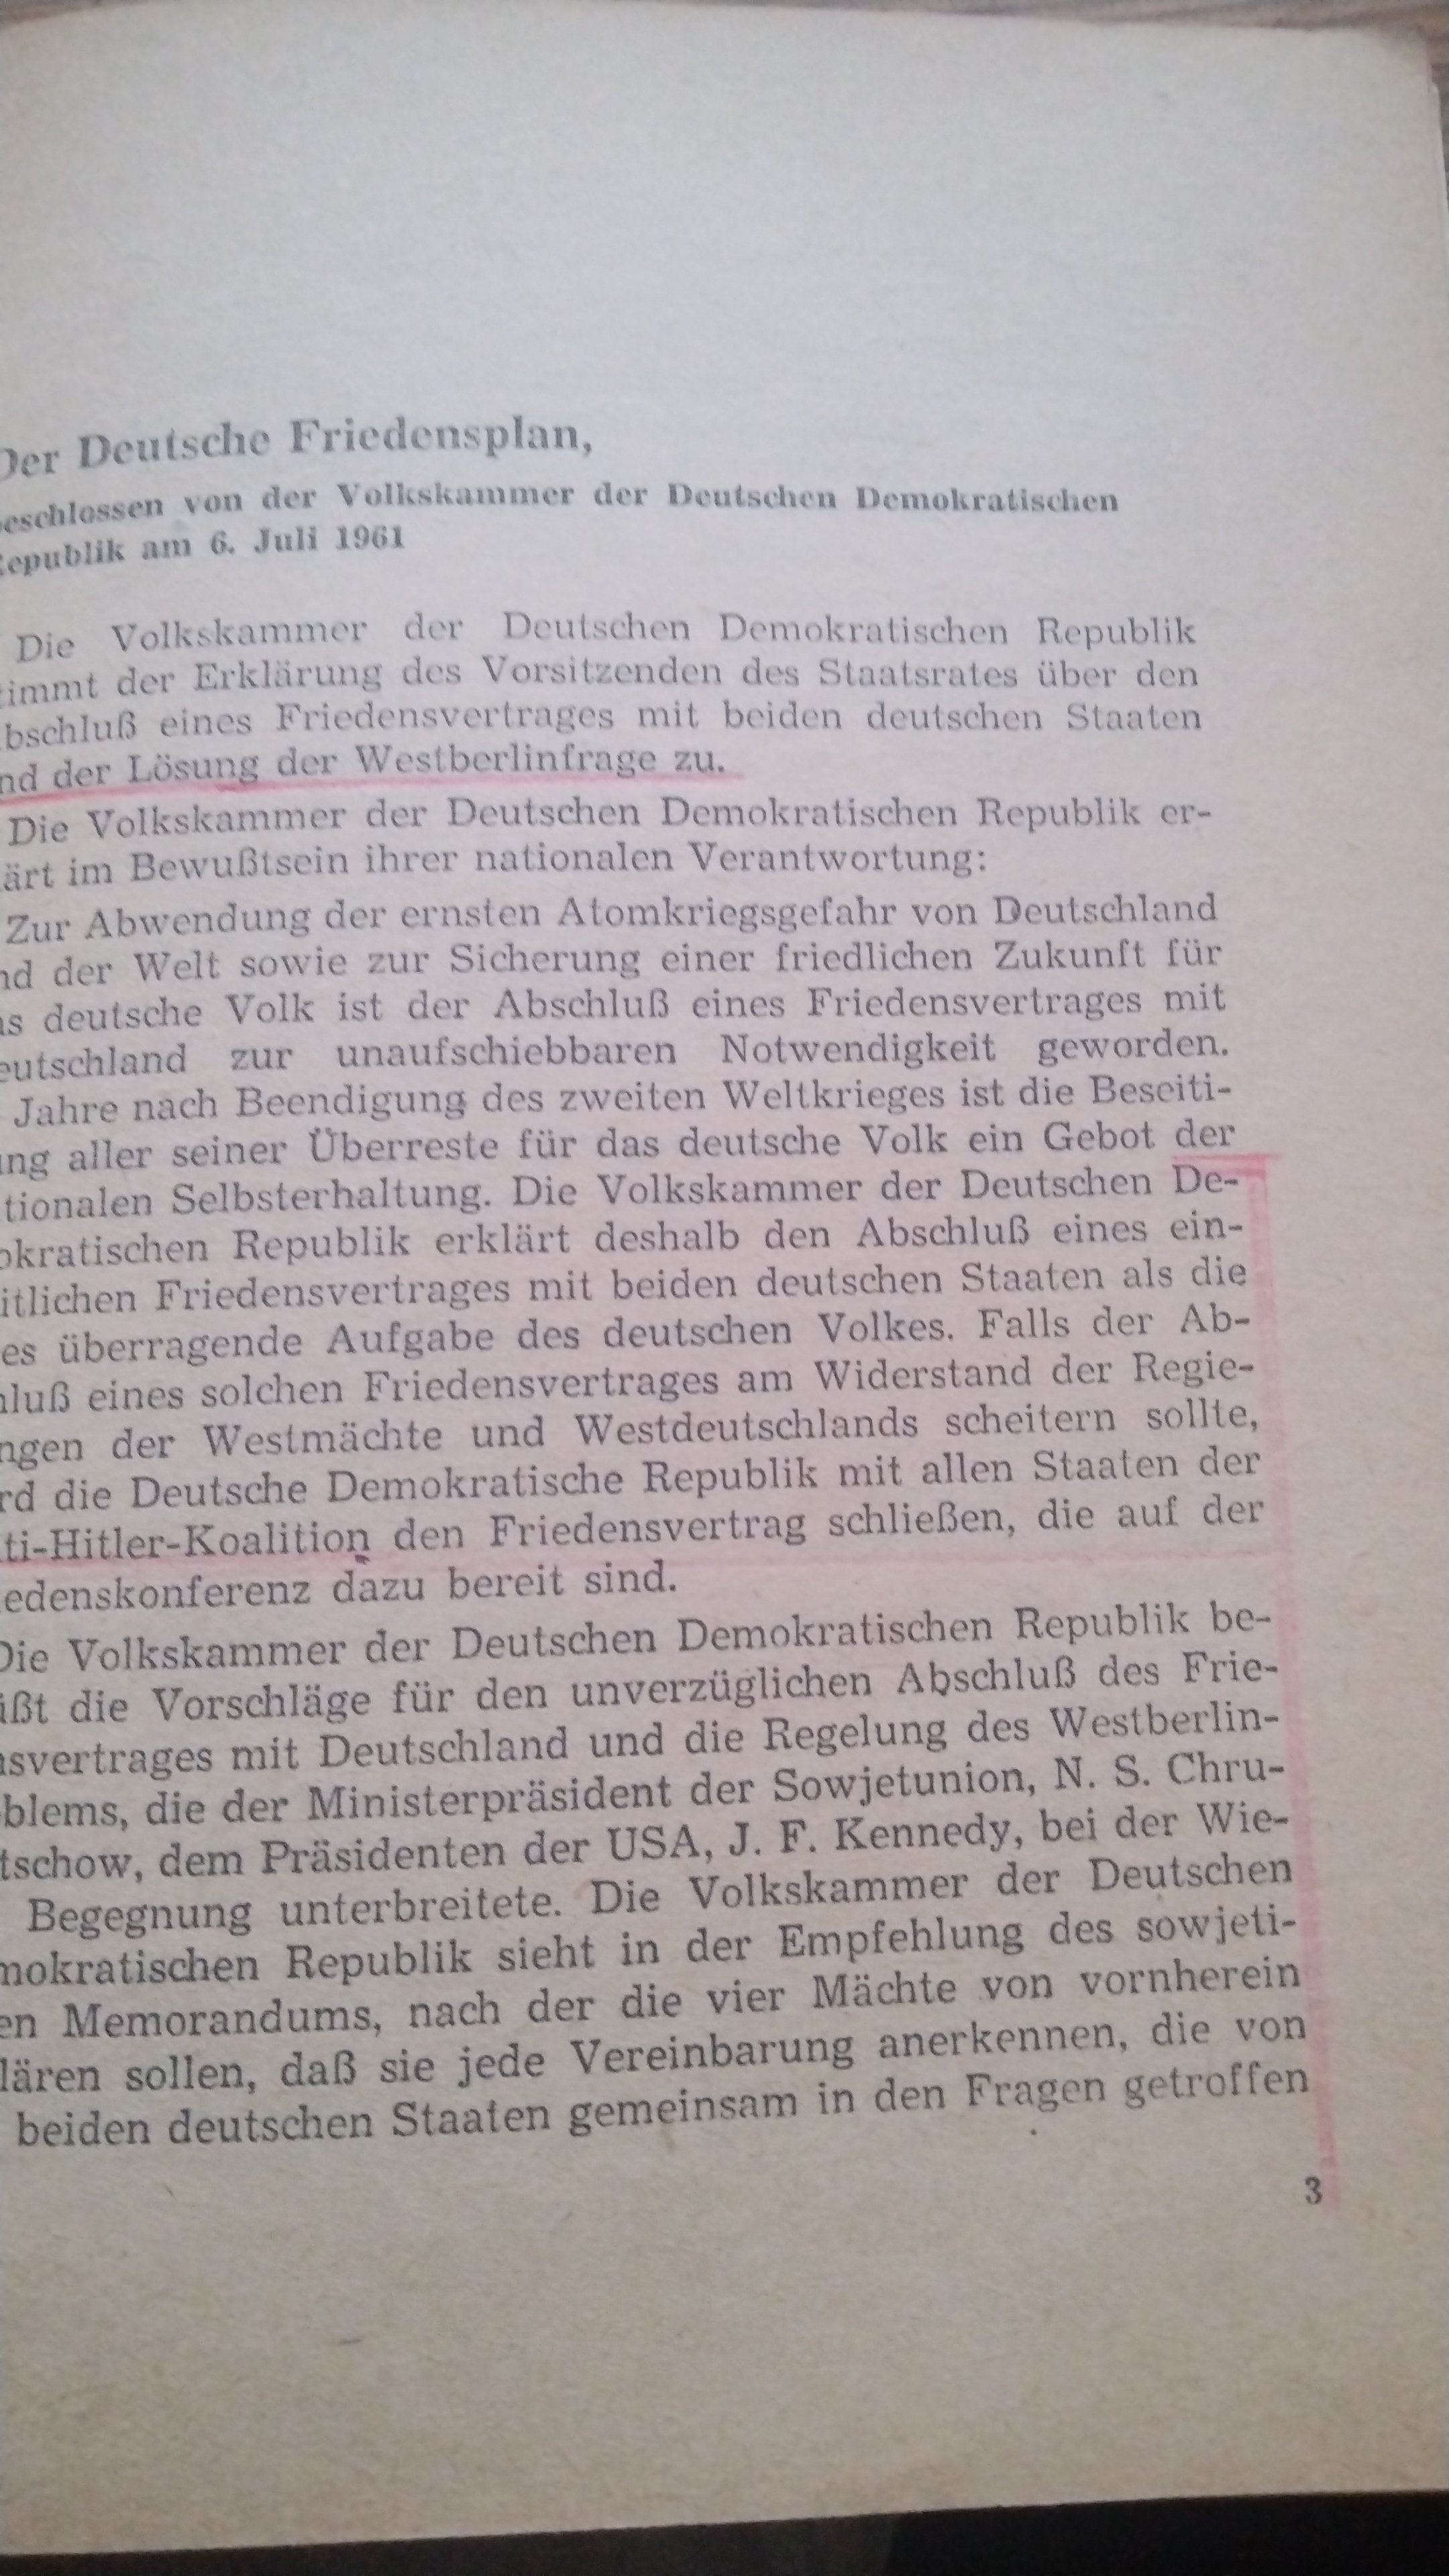 Der Deutsche Friedensplan,
beschlossen von der Volkskammer der Deutschen Demokratischen
Republik am 6. Juli 1961
Die Volkskammer der Deutschen Demokratischen Republik
timmt der Erklärung des Vorsitzenden des Staatsrates über den
bschluß eines Friedensvertrages mit beiden deutschen Staaten
nd der Lösung der Westberlinfrage zu.
Die Volkskammer der Deutschen Demokratischen Republik er-
ärt im Bewußtsein ihrer nationalen Verantwortung:
Zur Abwendung der ernsten Atomkriegsgefahr von Deutschland
nd der Welt sowie zur Sicherung einer friedlichen Zukunft für
as deutsche Volk ist der Abschluß eines Friedensvertrages mit
eutschland zur unaufschiebbaren Notwendigkeit geworden.
Jahre nach Beendigung des zweiten Weltkrieges ist die Beseiti-
ung aller seiner Überreste für das deutsche Volk ein Gebot der
tionalen Selbsterhaltung. Die Volkskammer der Deutschen De-
okratischen Republik erklärt deshalb den Abschluß eines ein-
itlichen Friedensvertrages mit beiden deutschen Staaten als die
es überragende Aufgabe des deutschen Volkes. Falls der Ab-
hluß eines solchen Friedensvertrages am Widerstand der Regie-
ngen der Westmächte und Westdeutschlands scheitern sollte,
rd die Deutsche Demokratische Republik mit allen Staaten der
ti-Hitler-Koalition den Friedensvertrag schließen, die auf der
iedenskonferenz dazu bereit sind.
Die Volkskammer der Deutschen Demokratischen Republik be-
üßt die Vorschläge für den unverzüglichen Abschluß des Frie-
nsvertrages mit Deutschland und die Regelung des Westberlin-
oblems, die der Ministerpräsident der Sowjetunion, N. S. Chru-
tschow, dem Präsidenten der USA, J. F. Kennedy, bei der Wie-
Begegnung unterbreitete. Die Volkskammer der Deutschen
mokratischen Republik sieht in der Empfehlung des sowjeti-
en Memorandums, nach der die vier Mächte von vornherein
lären sollen, daß sie jede Vereinbarung anerkennen, die von
beiden deutschen Staaten gemeinsam in den Fragen getroffen
3